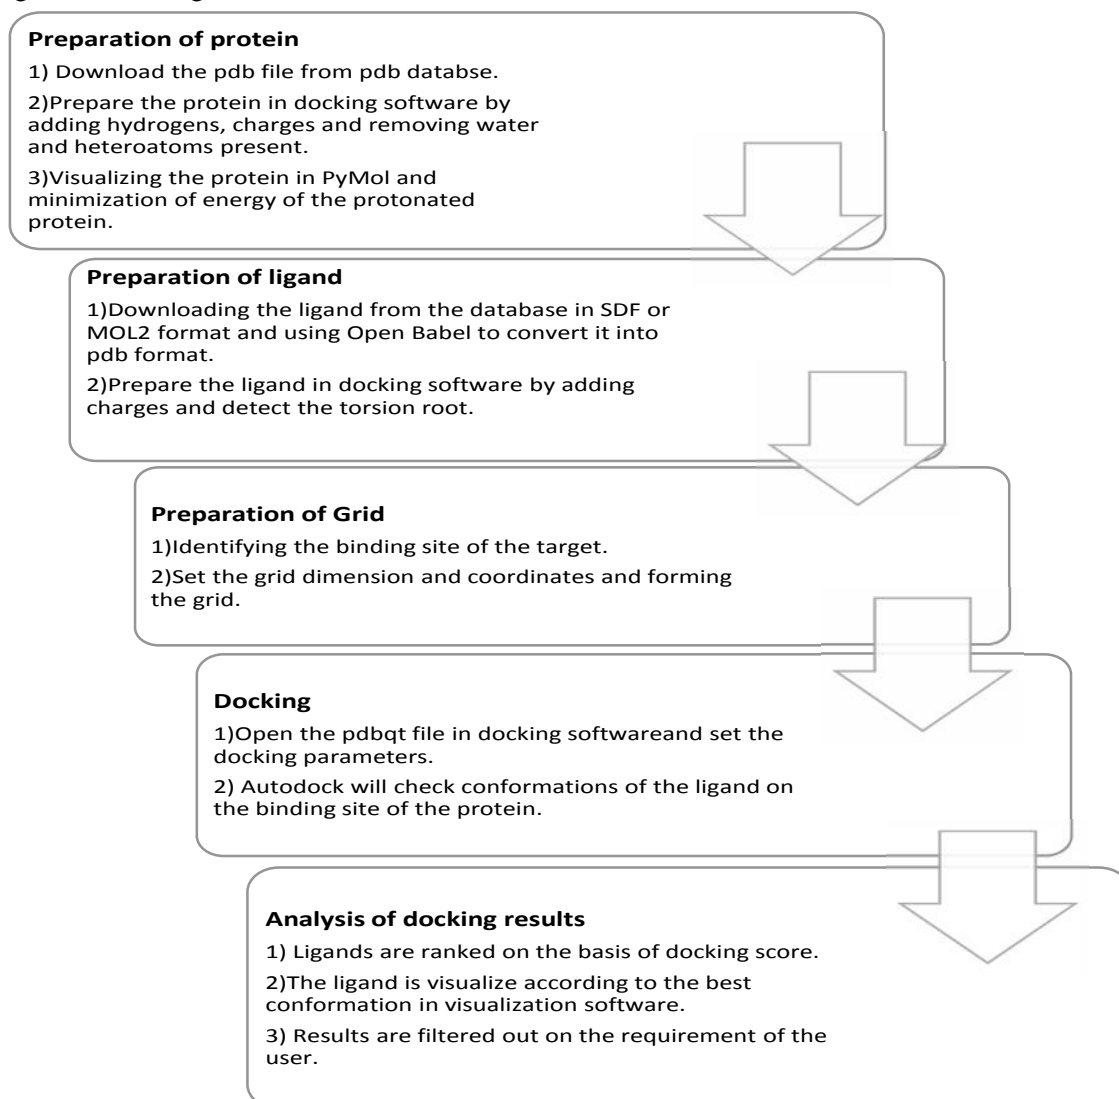 Preparation of protein
1) Download the pdb file from pdb databse.
2)Prepare the protein in docking software by
adding hydrogens, charges and removing water
and heteroatoms present.
3)Visualizing the protein in PyMol and
minimization of energy of the protonated
protein.
Preparation of ligand
1)Downloading the ligand from the database in SDF or
MOL2 format and using Open Babel to convert it into
pdb format.
2)Prepare the ligand in docking software by adding
charges and detect the torsion root.
Preparation of Grid
1)Identifying the binding site of the target.
2)Set the grid dimension and coordinates and forming
the grid.
Docking
1)Open the pdbqt file in docking softwareand set the
docking parameters.
2) Autodock will check conformations of the ligand on
the binding site of the protein.
Analysis of docking results
1) Ligands are ranked on the basis of docking score.
2)The ligand is visualize according to the best
conformation in visualization software.
3) Results are filtered out on the requirement of the
user.